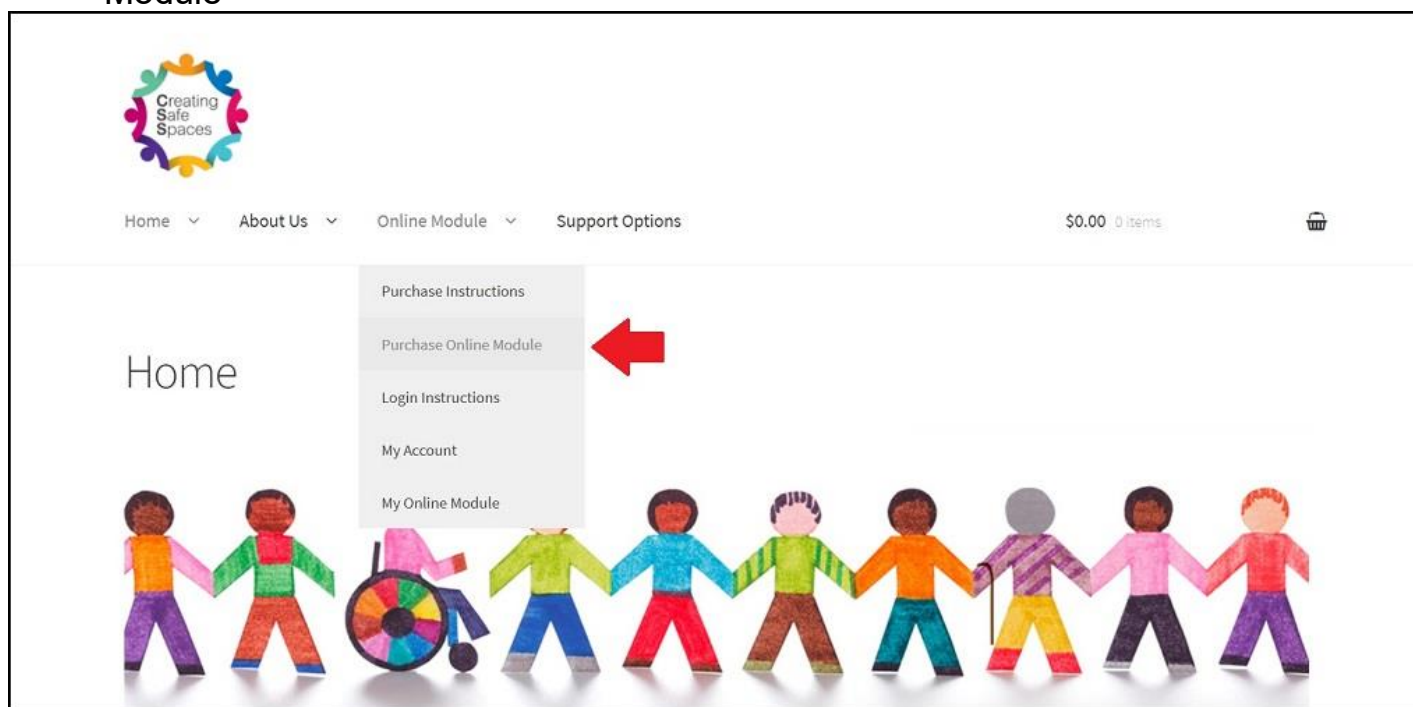 Module
Creating
Safe
Spaces
Home About Us Online Module Support Options $0.00 0 items
Purchase Instructions
Purchase Online Module
Home
Login Instructions
My Account
My Online Module